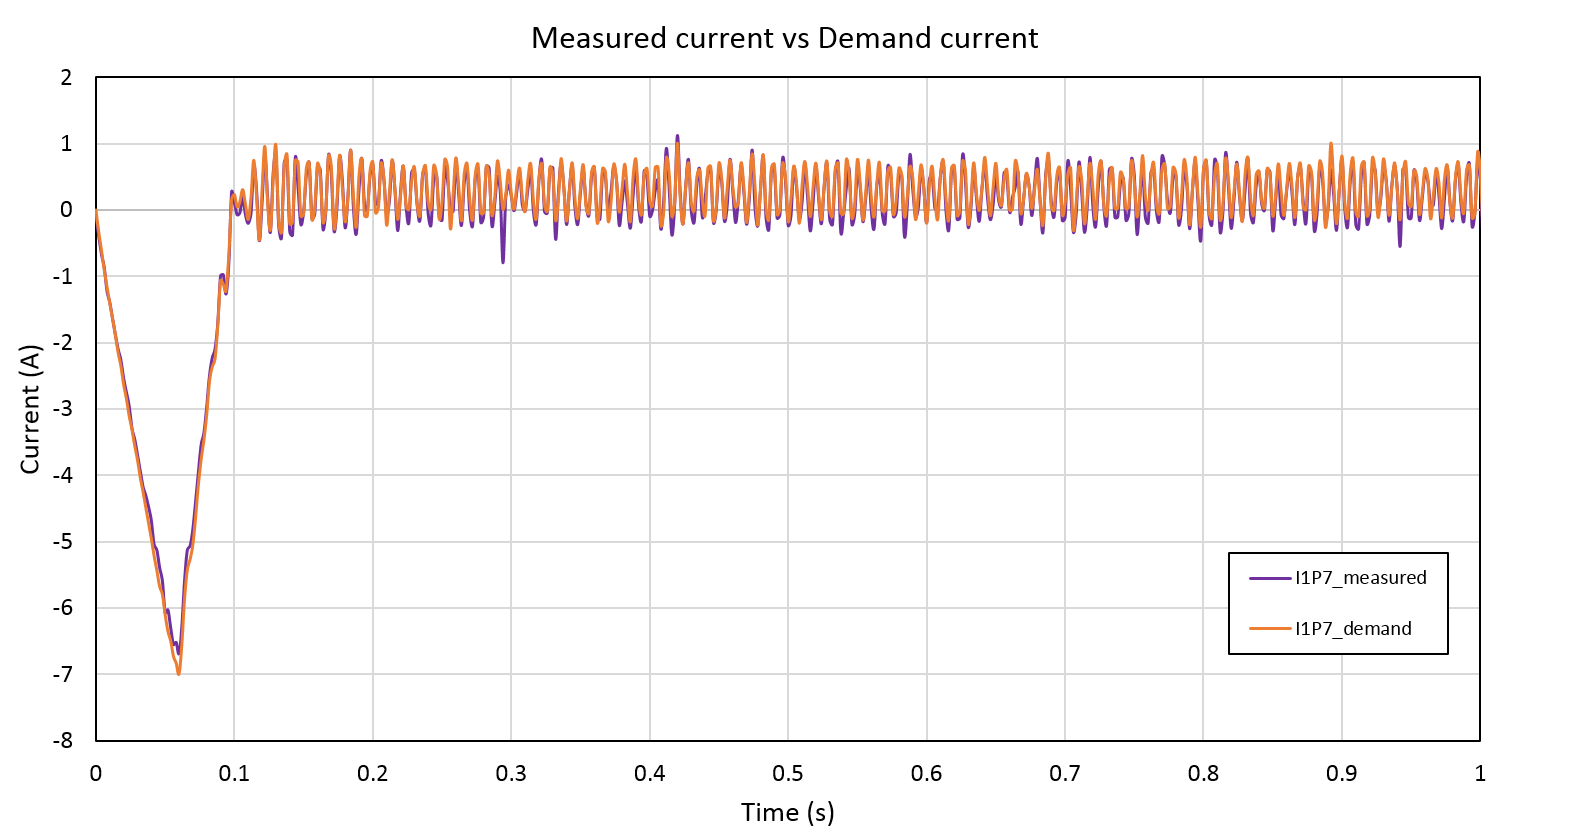 Measured current vs Demand current
2
1
0
-1
-2
-3
-4
-5
-6
-7
-8
Current (A)
I1P7_measured
I1P7_demand
0 0.1 0.2 0.3 0.4 0.5 0.6 0.7 0.8 0.9 1
Time (s)